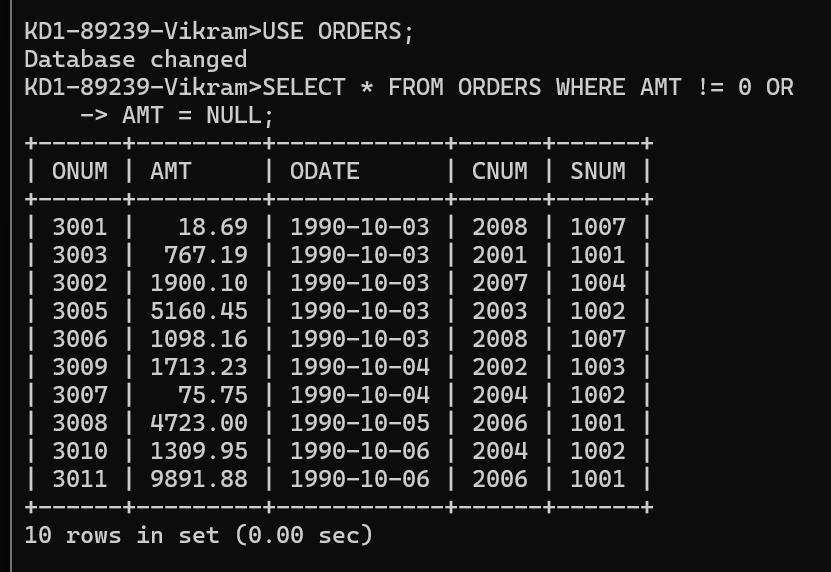 KD1-89239-Vikram>USE ORDERS;
Database changed
KD1-89239-Vikram>SELECT * FROM ORDERS WHERE AMT != 0 OR
    -> AMT = NULL;
+------+---------+-------------+------+------+
| ONUM | AMT     | ODATE       | CNUM | SNUM |
+------+---------+-------------+------+------+
| 3001 |   18.69 | 1990-10-03 | 2008 | 1007 |
| 3003 |  767.19 | 1990-10-03 | 2001 | 1001 |
| 3002 | 1900.10 | 1990-10-03 | 2007 | 1004 |
| 3005 | 5160.45 | 1990-10-03 | 2003 | 1002 |
| 3006 | 1098.16 | 1990-10-03 | 2008 | 1007 |
| 3009 | 1713.23 | 1990-10-04 | 2002 | 1003 |
| 3007 |   75.75 | 1990-10-04 | 2004 | 1002 |
| 3008 | 4723.00 | 1990-10-05 | 2006 | 1001 |
| 3010 | 1309.95 | 1990-10-06 | 2004 | 1002 |
| 3011 | 9891.88 | 1990-10-06 | 2006 | 1001 |
+------+---------+-------------+------+------+
10 rows in set (0.00 sec)